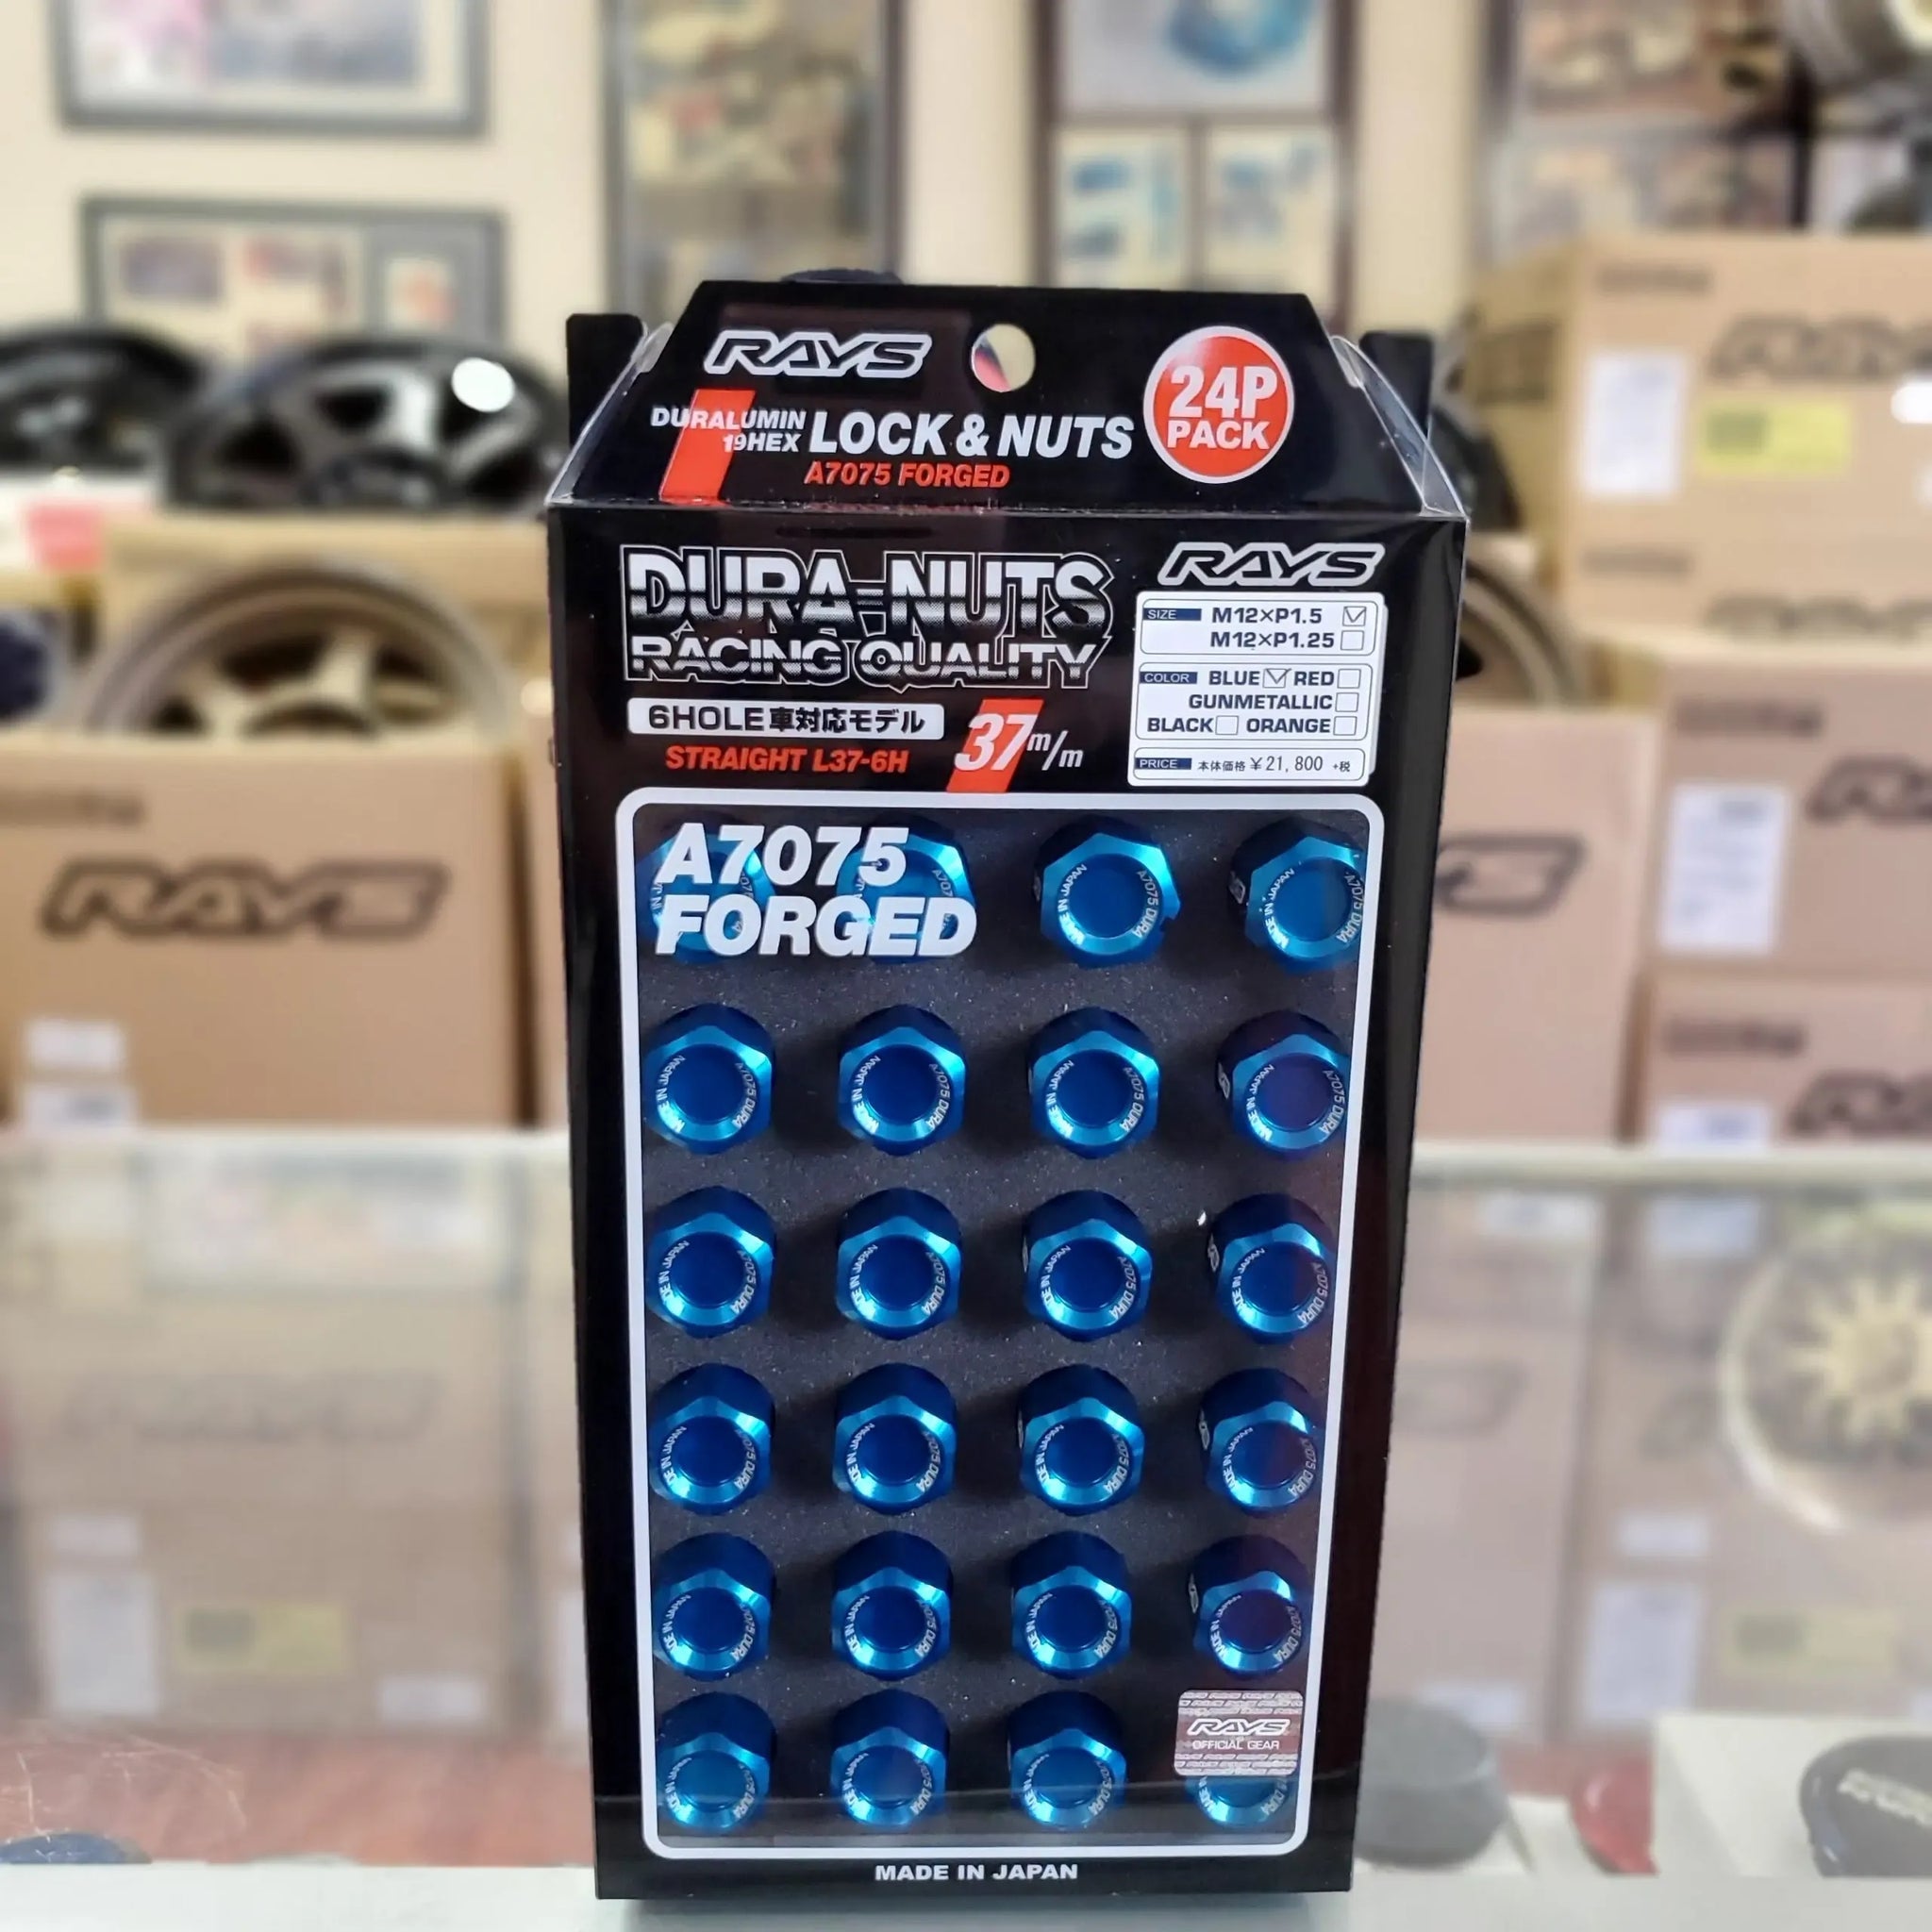 RAYS
24P
PACK
DURALUMIN
19HEX
LOCK & NUTS
A7075 FORGED
DURA-NUTS
RACING QUALITY
6HOLE車対応モデル
STRAIGHT L37-6H
37m/m
RAYS
SIZE M12×P1.5
M12×P1.25
COLOR BLUE RED
GUNMETALLIC
BLACK ORANGE
PRICE 本体価格 ¥21,800 +税
A7075
FORGED
MADE IN JAPAN
A7075 DURA
RAYS
OFFICIAL GEAR
MADE IN JAPAN
RAYS